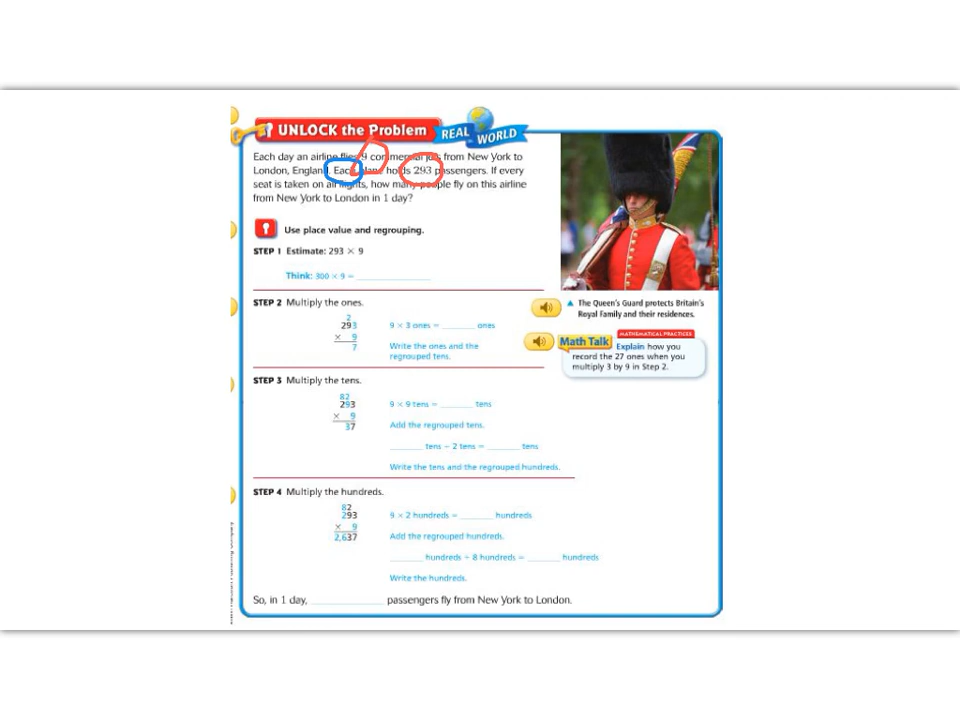 UNLOCK the Problem REAL WORLD
Each day an airline flies 9 commercial jets from New York to
London, England. Each plane holds 293 passengers. If every
seat is taken on all flights, how many people fly on this airline
from New York to London in 1 day?
Use place value and regrouping.
STEP 1 Estimate: 293 × 9
Think: 300 × 9 =
STEP 2 Multiply the ones.
2
293
× 9
7
9 × 3 ones = ones
Write the ones and the
regrouped tens.
STEP 3 Multiply the tens.
82
293
× 9
37
9 × 9 tens = tens
Add the regrouped tens.
tens + 2 tens = tens
Write the tens and the regrouped hundreds.
STEP 4 Multiply the hundreds.
82
293
× 9
2,637
9 × 2 hundreds = hundreds
Add the regrouped hundreds.
hundreds + 8 hundreds = hundreds
Write the hundreds.
So, in 1 day, passengers fly from New York to London.
▲ The Queen's Guard protects Britain's
Royal Family and their residences.
MATHEMATICAL PRACTICES
Math Talk Explain how you
record the 27 ones when you
multiply 3 by 9 in Step 2.